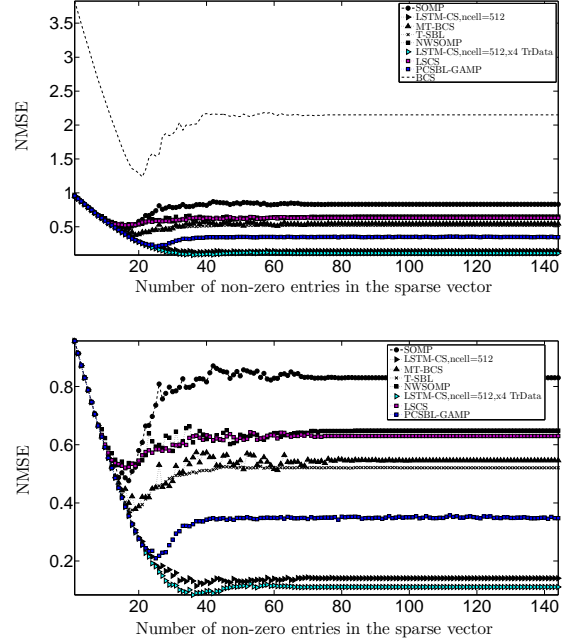 3.5
3
2.5
2
1.5
1
0.5
NMSE
SOMP
LSTM-CS,ncell=512
MT-BCS
T-SBL
NWSOMP
LSTM-CS,ncell=512,x4 TrData
LSCS
PCSBL-GAMP
BCS
20 40 60 80 100 120 140
Number of non-zero entries in the sparse vector
0.8
0.6
0.4
0.2
NMSE
SOMP
LSTM-CS,ncell=512
MT-BCS
T-SBL
NWSOMP
LSTM-CS,ncell=512,x4 TrData
LSCS
PCSBL-GAMP
20 40 60 80 100 120 140
Number of non-zero entries in the sparse vector